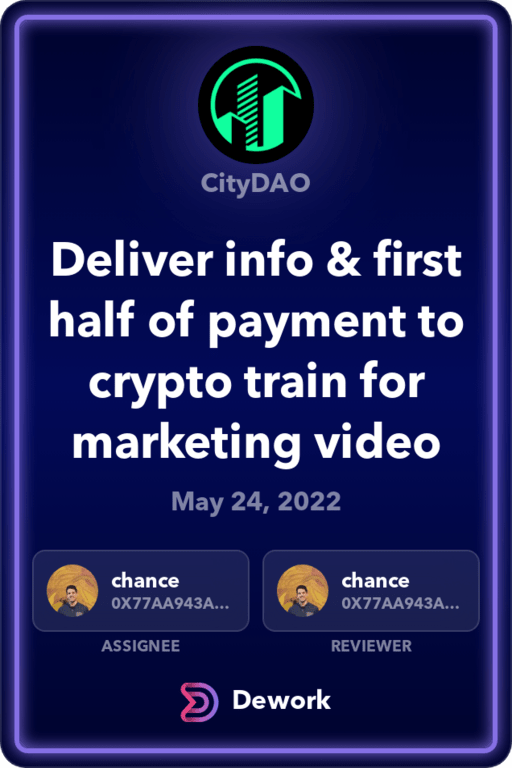 CityDAO
Deliver info & first
half of payment to
crypto train for
marketing video
May 24, 2022
chance
0X77AA943A...
ASSIGNEE
chance
0X77AA943A...
REVIEWER
Dework